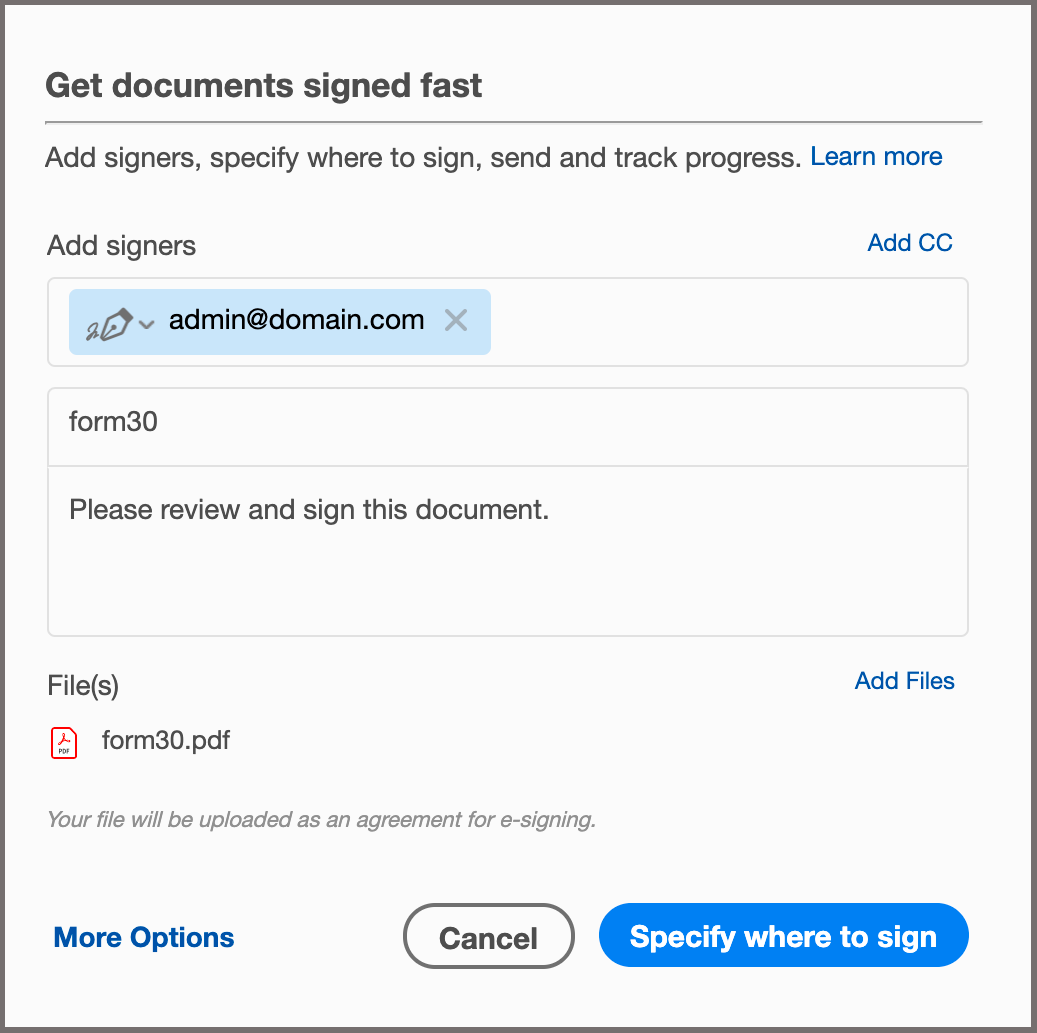 Get documents signed fast
Add signers, specify where to sign, send and track progress. Learn more
Add signers
Add CC
admin@domain.com
form30
Please review and sign this document.
File(s)
Add Files
PDF
form30.pdf
Your file will be uploaded as an agreement for e-signing.
More Options
Cancel
Specify where to sign